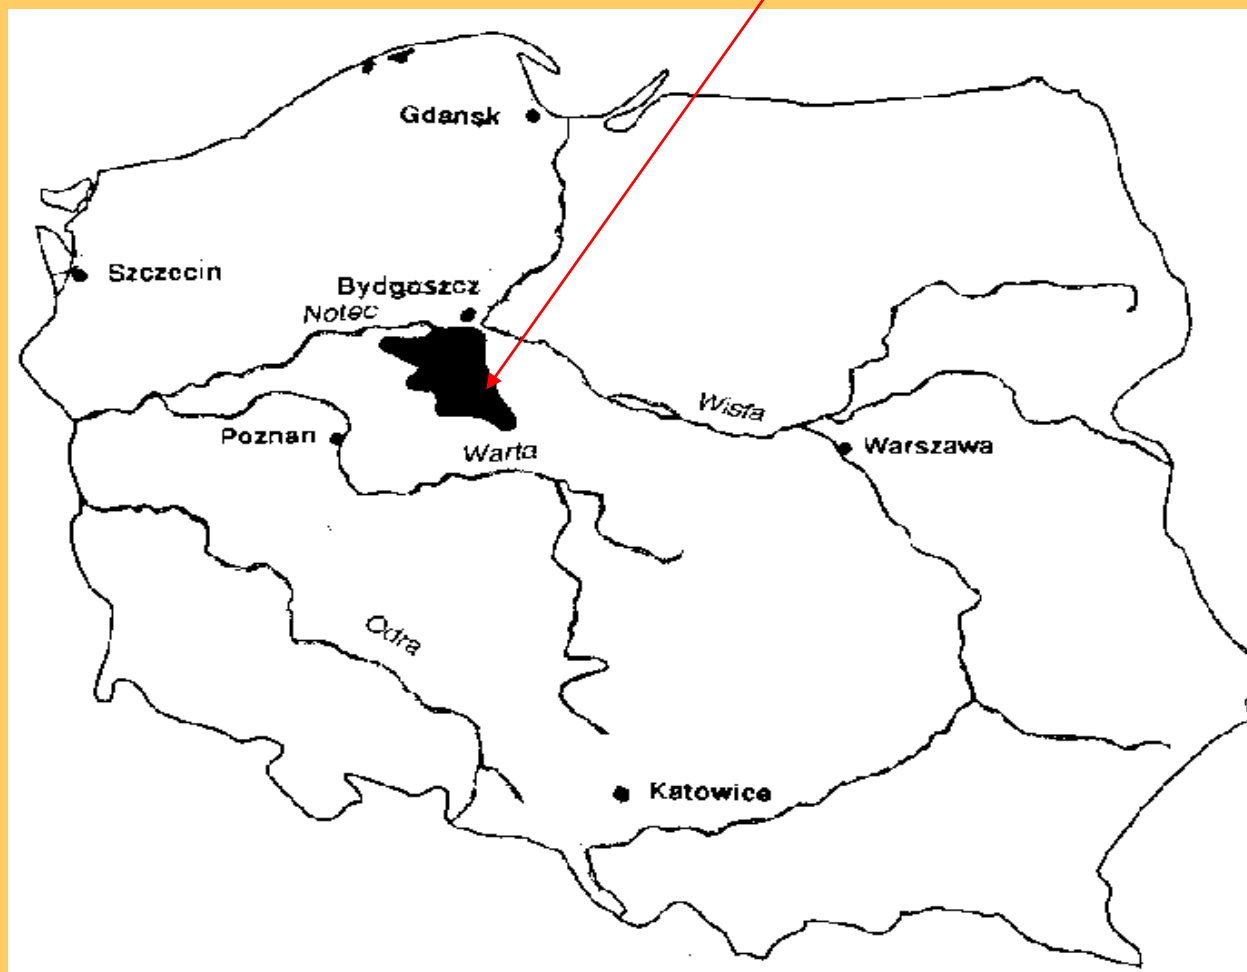 Gdansk
Szczecin
Bydgoszcz
Notec
Wisła
Poznan
Warszawa
Warta
Odra
Katowice